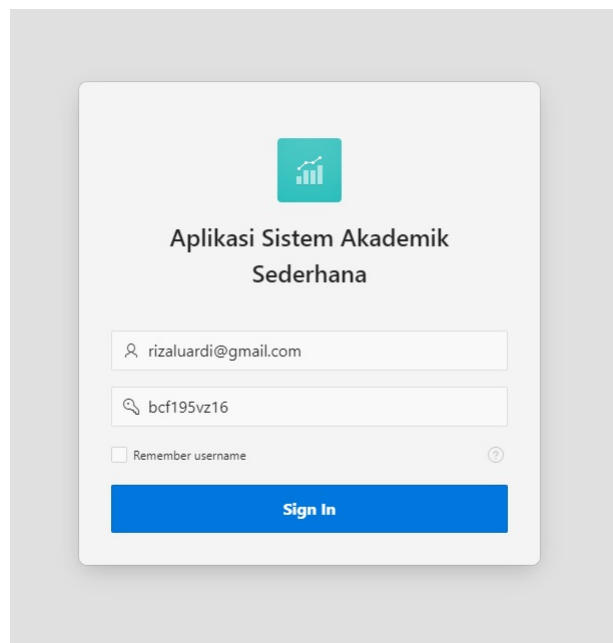 Aplikasi Sistem Akademik
Sederhana
rizaluardi@gmail.com
bcf195vz16
Remember username
?
Sign In